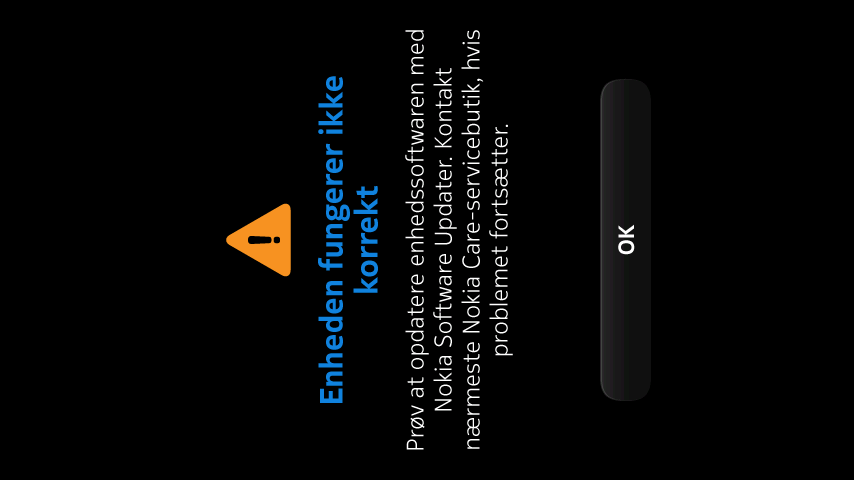 Enheden fungerer ikke
korrekt
Prøv at opdatere enhedssoftwaren med
Nokia Software Updater. Kontakt
nærmeste Nokia Care-servicebutik, hvis
problemet fortsætter.
OK